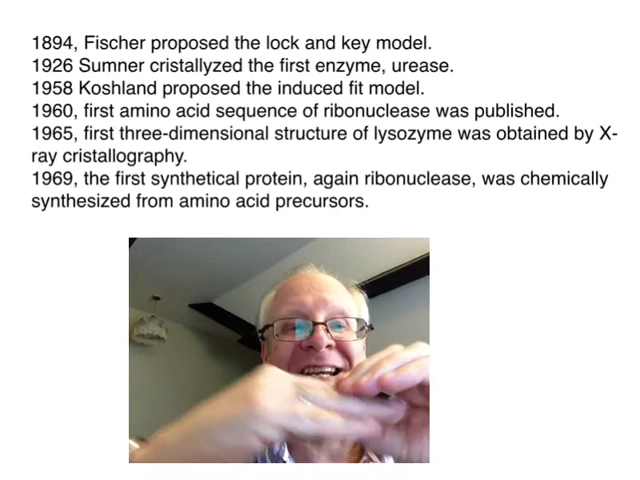 1894, Fischer proposed the lock and key model.
1926 Sumner cristallyzed the first enzyme, urease.
1958 Koshland proposed the induced fit model.
1960, first amino acid sequence of ribonuclease was published.
1965, first three-dimensional structure of lysozyme was obtained by X-
ray cristallography.
1969, the first synthetical protein, again ribonuclease, was chemically
synthesized from amino acid precursors.